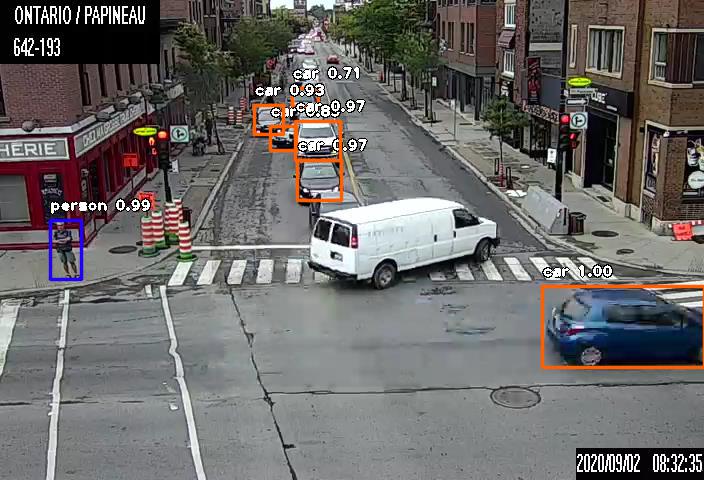 ONTARIO / PAPINEAU
642-193
car 0.71
car 0.93
car 0.97
car 0.97
HERIE
person 0.99
car 1.00
2020/09/02 08:32:35